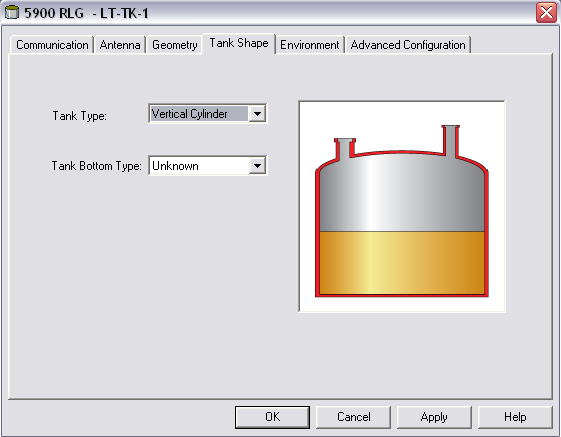 5900 RLG - LT-TK-1
Communication Antenna Geometry Tank Shape Environment Advanced Configuration
Tank Type: Vertical Cylinder
Tank Bottom Type: Unknown
OK Cancel Apply Help